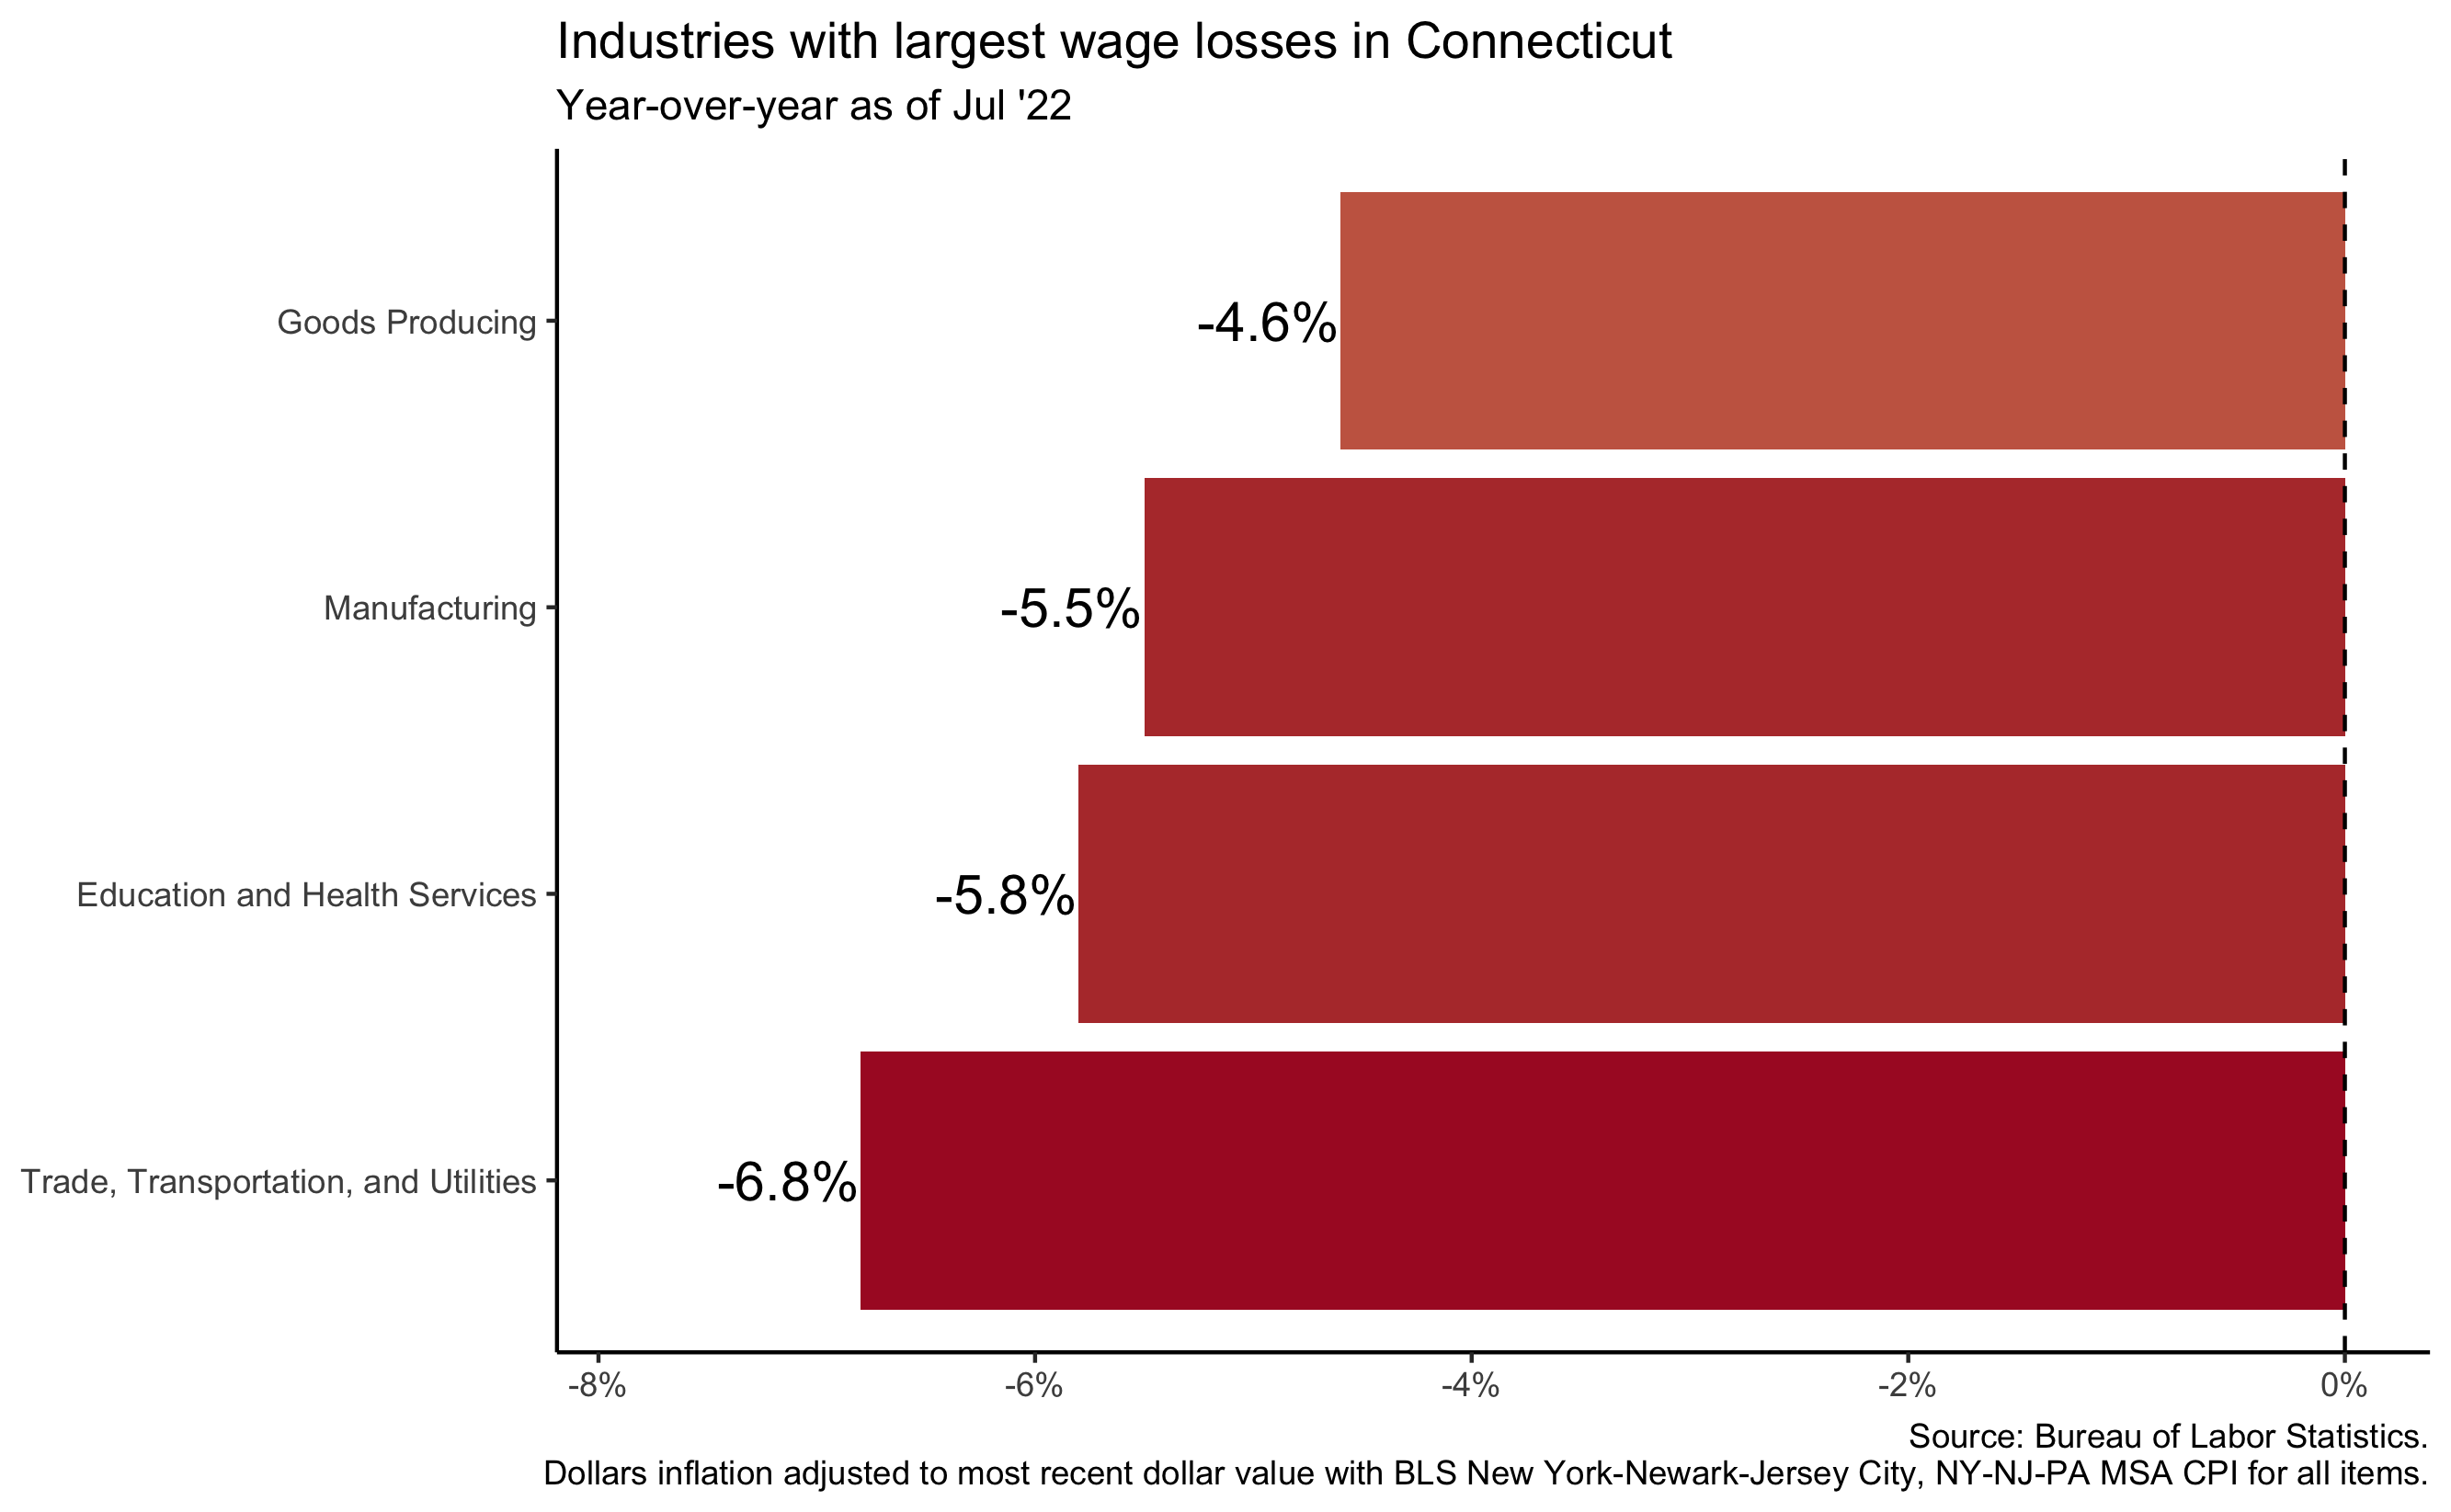 Industries with largest wage losses in Connecticut
Year-over-year as of Jul '22
Goods Producing
-4.6%
Manufacturing
-5.5%
Education and Health Services
-5.8%
Trade, Transportation, and Utilities
-6.8%
-8%
-6%
-4%
-2%
0%
Source: Bureau of Labor Statistics.
Dollars inflation adjusted to most recent dollar value with BLS New York-Newark-Jersey City, NY-NJ-PA MSA CPI for all items.